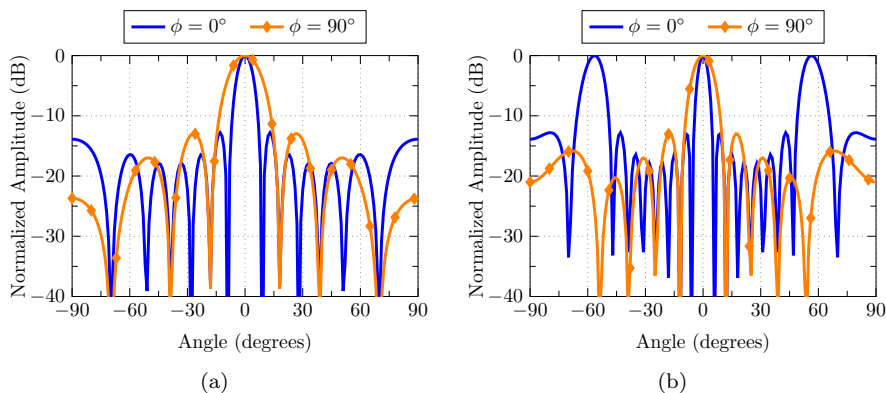 ϕ = 0° ϕ = 90°
0
−10
−20
−30
−40
−90 −60 −30 0 30 60 90
Normalized Amplitude (dB)
Angle (degrees)
(a)
ϕ = 0° ϕ = 90°
0
−10
−20
−30
−40
−90 −60 −30 0 30 60 90
Normalized Amplitude (dB)
Angle (degrees)
(b)